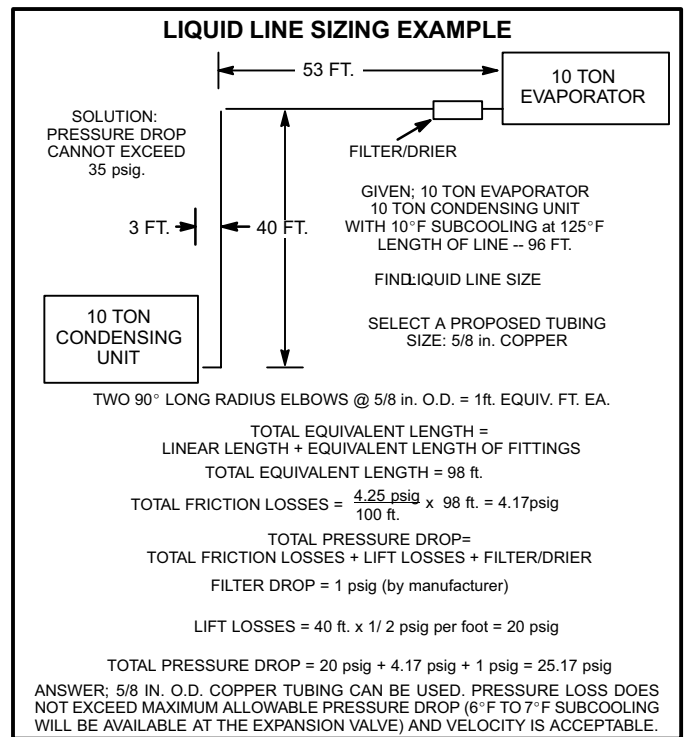 LIQUID LINE SIZING EXAMPLE
53 FT.
10 TON
EVAPORATOR
SOLUTION:
PRESSURE DROP
CANNOT EXCEED
35 psig.
FILTER/DRIER
3 FT.
40 FT.
GIVEN; 10 TON EVAPORATOR
10 TON CONDENSING UNIT
WITH 10°F SUBCOOLING at 125°F
LENGTH OF LINE -- 96 FT.
FIND:LIQUID LINE SIZE
SELECT A PROPOSED TUBING
SIZE: 5/8 in. COPPER
10 TON
CONDENSING
UNIT
TWO 90° LONG RADIUS ELBOWS @ 5/8 in. O.D. = 1ft. EQUIV. FT. EA.
TOTAL EQUIVALENT LENGTH =
LINEAR LENGTH + EQUIVALENT LENGTH OF FITTINGS
TOTAL EQUIVALENT LENGTH = 98 ft.
TOTAL FRICTION LOSSES = 4.25 psig / 100 ft. x 98 ft. = 4.17psig
TOTAL PRESSURE DROP=
TOTAL FRICTION LOSSES + LIFT LOSSES + FILTER/DRIER
FILTER DROP = 1 psig (by manufacturer)
LIFT LOSSES = 40 ft. x 1/ 2 psig per foot = 20 psig
TOTAL PRESSURE DROP = 20 psig + 4.17 psig + 1 psig = 25.17 psig
ANSWER; 5/8 IN. O.D. COPPER TUBING CAN BE USED. PRESSURE LOSS DOES
NOT EXCEED MAXIMUM ALLOWABLE PRESSURE DROP (6°F TO 7°F SUBCOOLING
WILL BE AVAILABLE AT THE EXPANSION VALVE) AND VELOCITY IS ACCEPTABLE.